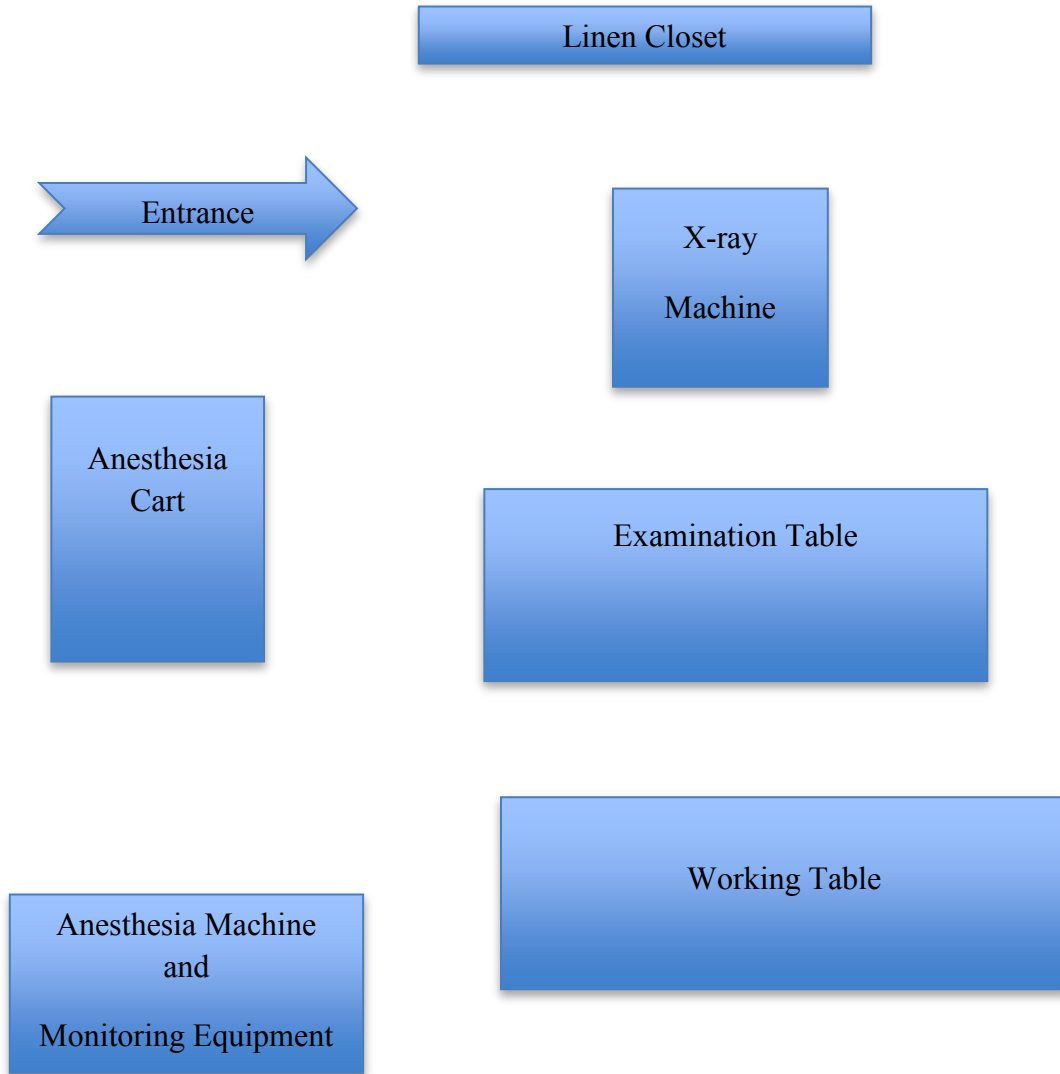 Linen Closet
Entrance
X-ray
Machine
Anesthesia
Cart
Examination Table
Working Table
Anesthesia Machine
and
Monitoring Equipment